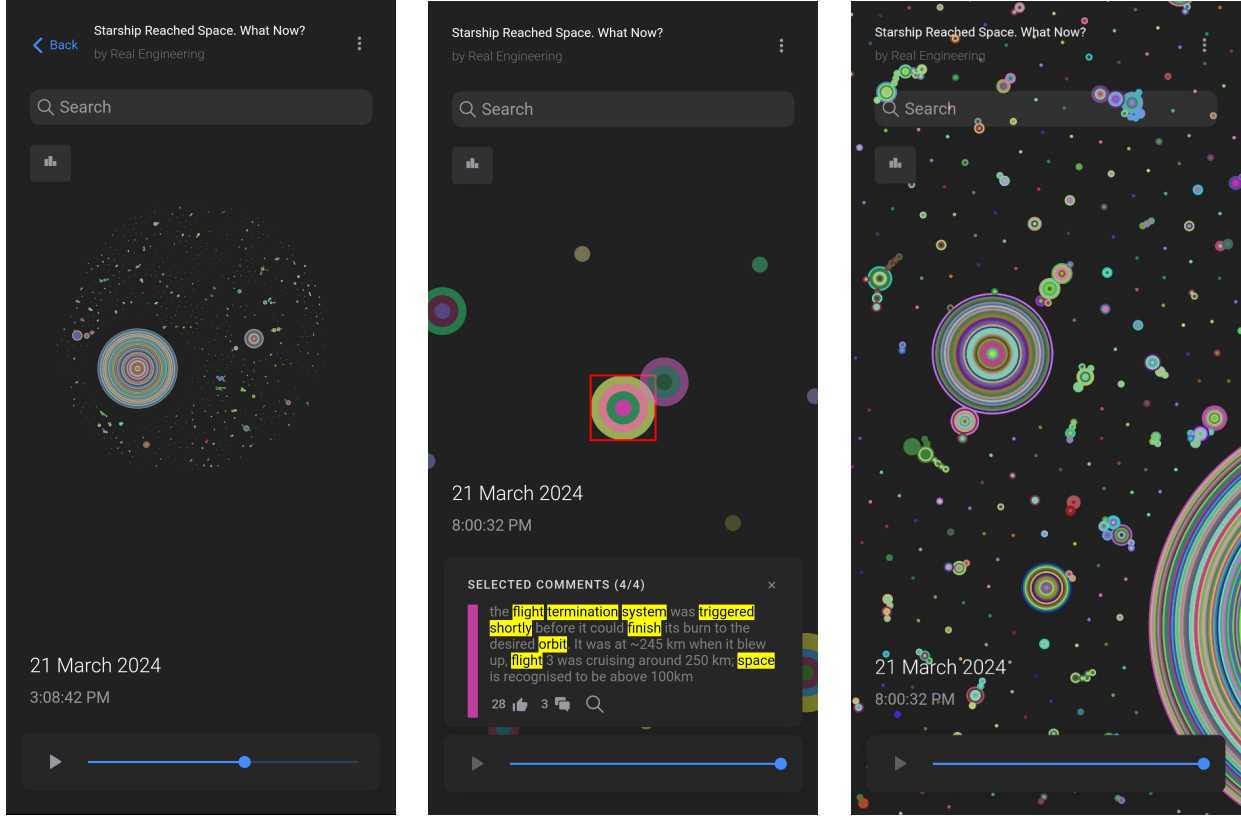 Back
Starship Reached Space. What Now?
by Real Engineering
Search
21 March 2024
3:08:42 PM
Starship Reached Space. What Now?
by Real Engineering
Search
21 March 2024
8:00:32 PM
SELECTED COMMENTS (4/4)
×
the flight termination system was triggered
shortly before it could finish its burn to the
desired orbit. It was at ~245 km when it blew
up, flight 3 was cruising around 250 km; space
is recognised to be above 100km
28
3
Starship Reached Space. What Now?
by Real Engineering
Search
21 March 2024
8:00:32 PM